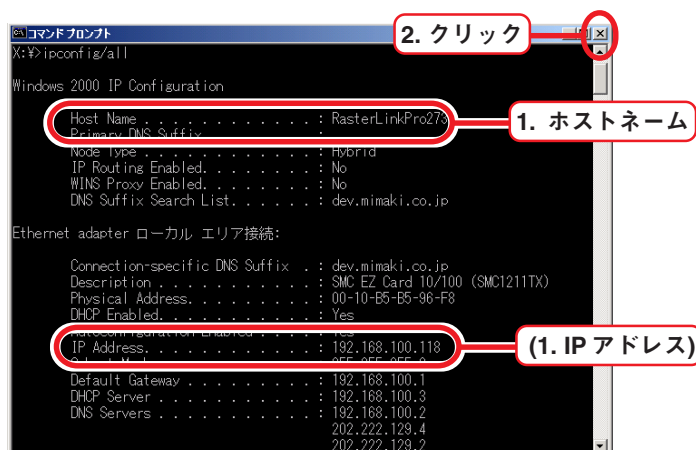 コマンド プロンプト
2. クリック
X:¥>ipconfig/all
Windows 2000 IP Configuration
Host Name . . . . . . . . . . . . : RasterLinkPro273
1. ホストネーム
Primary DNS Suffix . . . . . . . :
Node Type . . . . . . . . . . . . : Hybrid
IP Routing Enabled. . . . . . . . : No
WINS Proxy Enabled. . . . . . . . : No
DNS Suffix Search List. . . . . . : dev.mimaki.co.jp
Ethernet adapter ローカル エリア接続:
Connection-specific DNS Suffix . : dev.mimaki.co.jp
Description . . . . . . . . . . . : SMC EZ Card 10/100 (SMC1211TX)
Physical Address. . . . . . . . . : 00-10-B5-B5-96-F8
DHCP Enabled. . . . . . . . . . . : Yes
Autoconfiguration Enabled . . . . : Yes
IP Address. . . . . . . . . . . . : 192.168.100.118
(1. IP アドレス)
Default Gateway . . . . . . . . . : 192.168.100.1
DHCP Server . . . . . . . . . . . : 192.168.100.3
DNS Servers . . . . . . . . . . . : 192.168.100.2
202.222.129.4
202.222.129.2